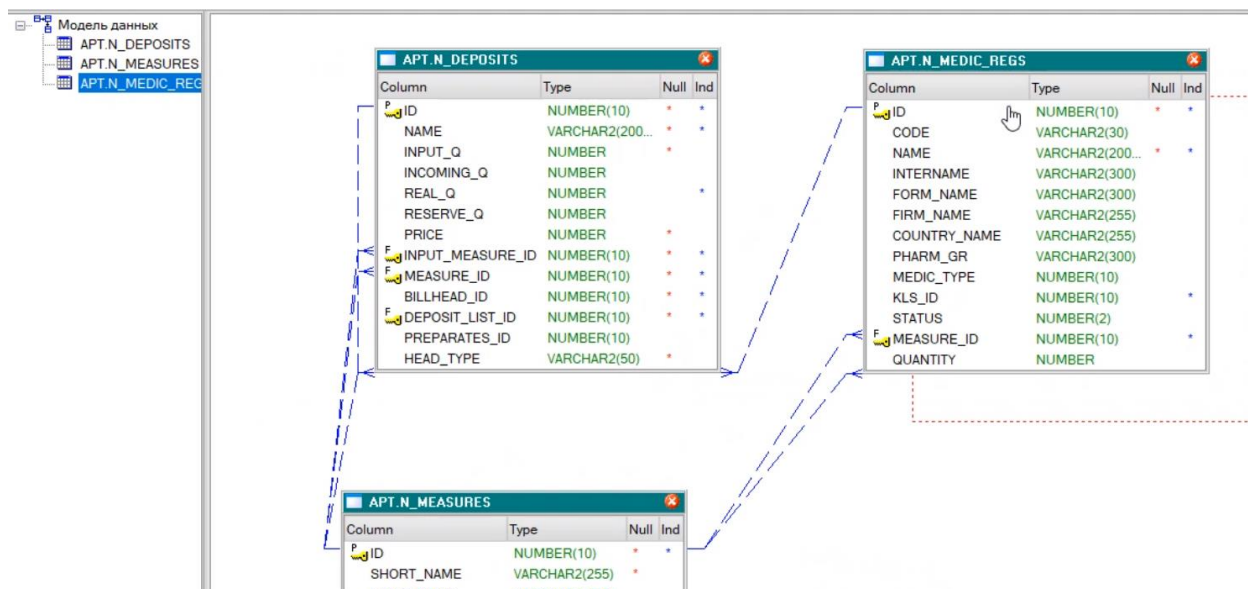 Модель данных
APT.N_DEPOSITS
APT.N_MEASURES
APT.N_MEDIC_REG
APT.N_DEPOSITS
Column Type Null Ind
P ID NUMBER(10) * *
NAME VARCHAR2(200... * *
INPUT_Q NUMBER *
INCOMING_Q NUMBER
REAL_Q NUMBER *
RESERVE_Q NUMBER
PRICE NUMBER *
F INPUT_MEASURE_ID NUMBER(10) * *
F MEASURE_ID NUMBER(10) * *
BILLHEAD_ID NUMBER(10) * *
F DEPOSIT_LIST_ID NUMBER(10) * *
PREPARATES_ID NUMBER(10)
HEAD_TYPE VARCHAR2(50) *
APT.N_MEDIC_REGS
Column Type Null Ind
P ID NUMBER(10) * *
CODE VARCHAR2(30)
NAME VARCHAR2(200... * *
INTERNAME VARCHAR2(300)
FORM_NAME VARCHAR2(300)
FIRM_NAME VARCHAR2(255)
COUNTRY_NAME VARCHAR2(255)
PHARM_GR VARCHAR2(300)
MEDIC_TYPE NUMBER(10)
KLS_ID NUMBER(10) *
STATUS NUMBER(2)
F MEASURE_ID NUMBER(10) *
QUANTITY NUMBER
APT.N_MEASURES
Column Type Null Ind
P ID NUMBER(10) * *
SHORT_NAME VARCHAR2(255) *